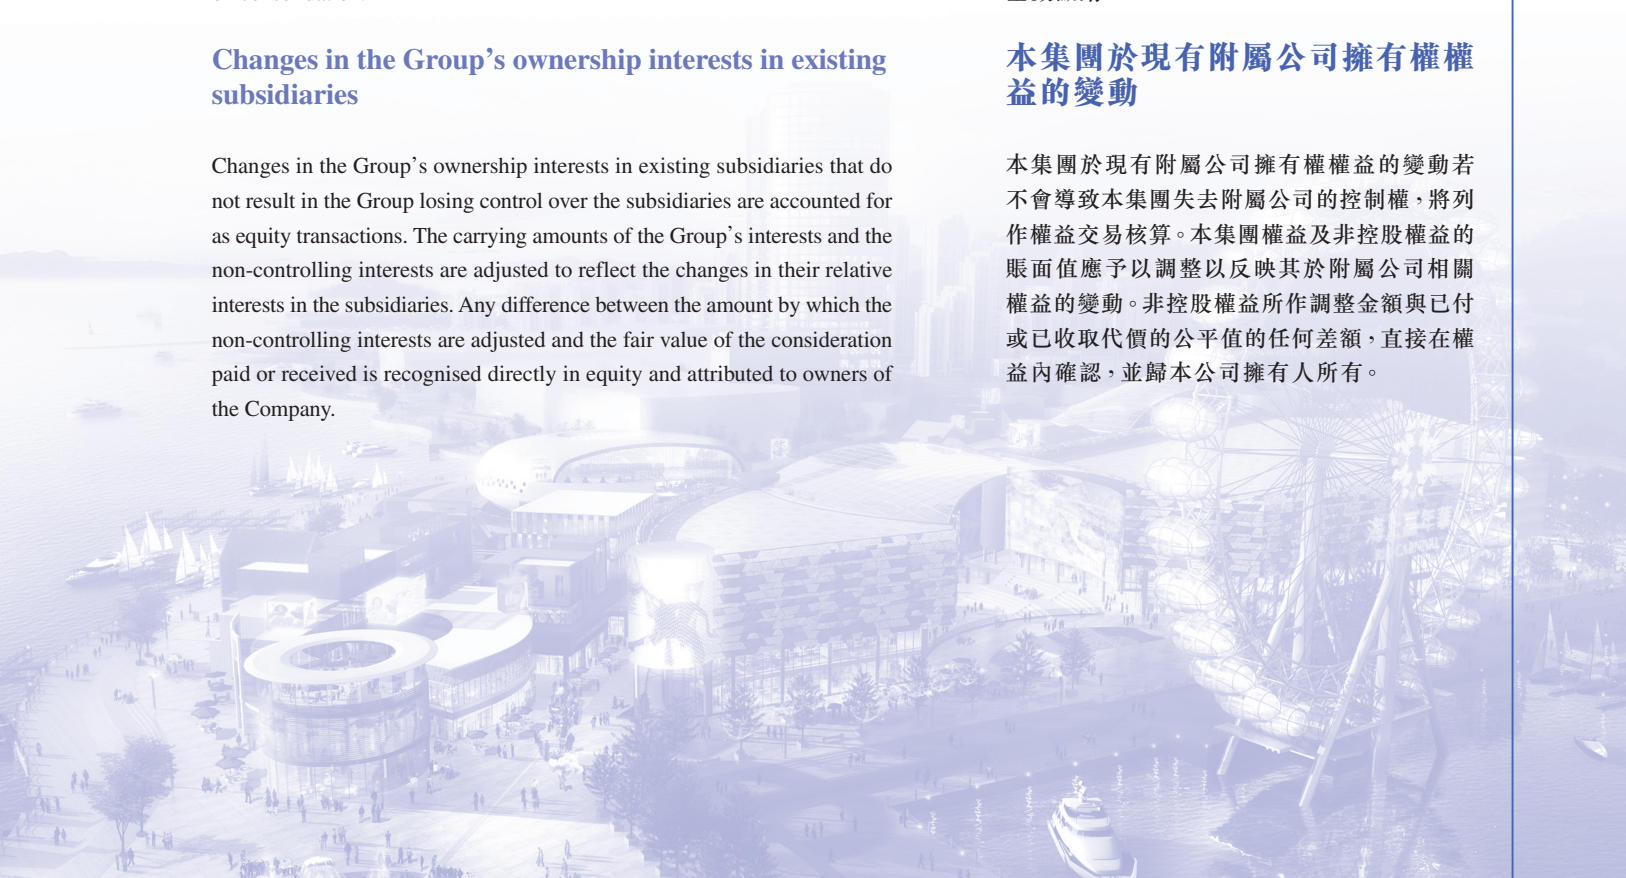 Changes in the Group's ownership interests in existing
subsidiaries
Changes in the Group's ownership interests in existing subsidiaries that do
not result in the Group losing control over the subsidiaries are accounted for
as equity transactions. The carrying amounts of the Group's interests and the
non-controlling interests are adjusted to reflect the changes in their relative
interests in the subsidiaries. Any difference between the amount by which the
non-controlling interests are adjusted and the fair value of the consideration
paid or received is recognised directly in equity and attributed to owners of
the Company.
本集團於現有附屬公司擁有權權
益的變動
本集團於現有附屬公司擁有權權益的變動若
不會導致本集團失去附屬公司的控制權，將列
作權益交易核算。本集團權益及非控股權益的
賬面值應予以調整以反映其於附屬公司相關
權益的變動。非控股權益所作調整金額與已付
或已收取代價的公平值的任何差額，直接在權
益內確認，並歸本公司擁有人所有。